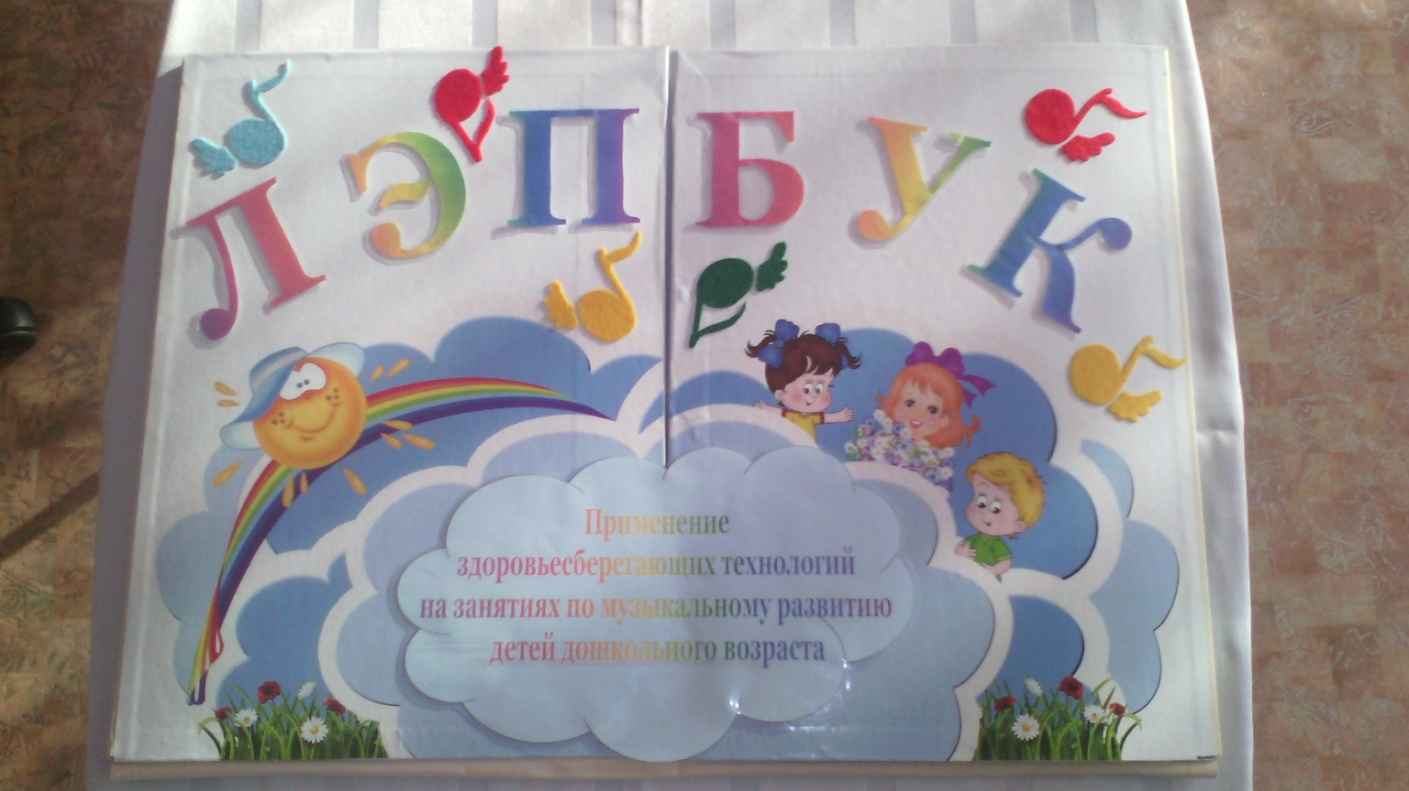 ЛЭПБУК
Применение
здоровьесберегающих технологий
на занятиях по музыкальному развитию
детей дошкольного возраста